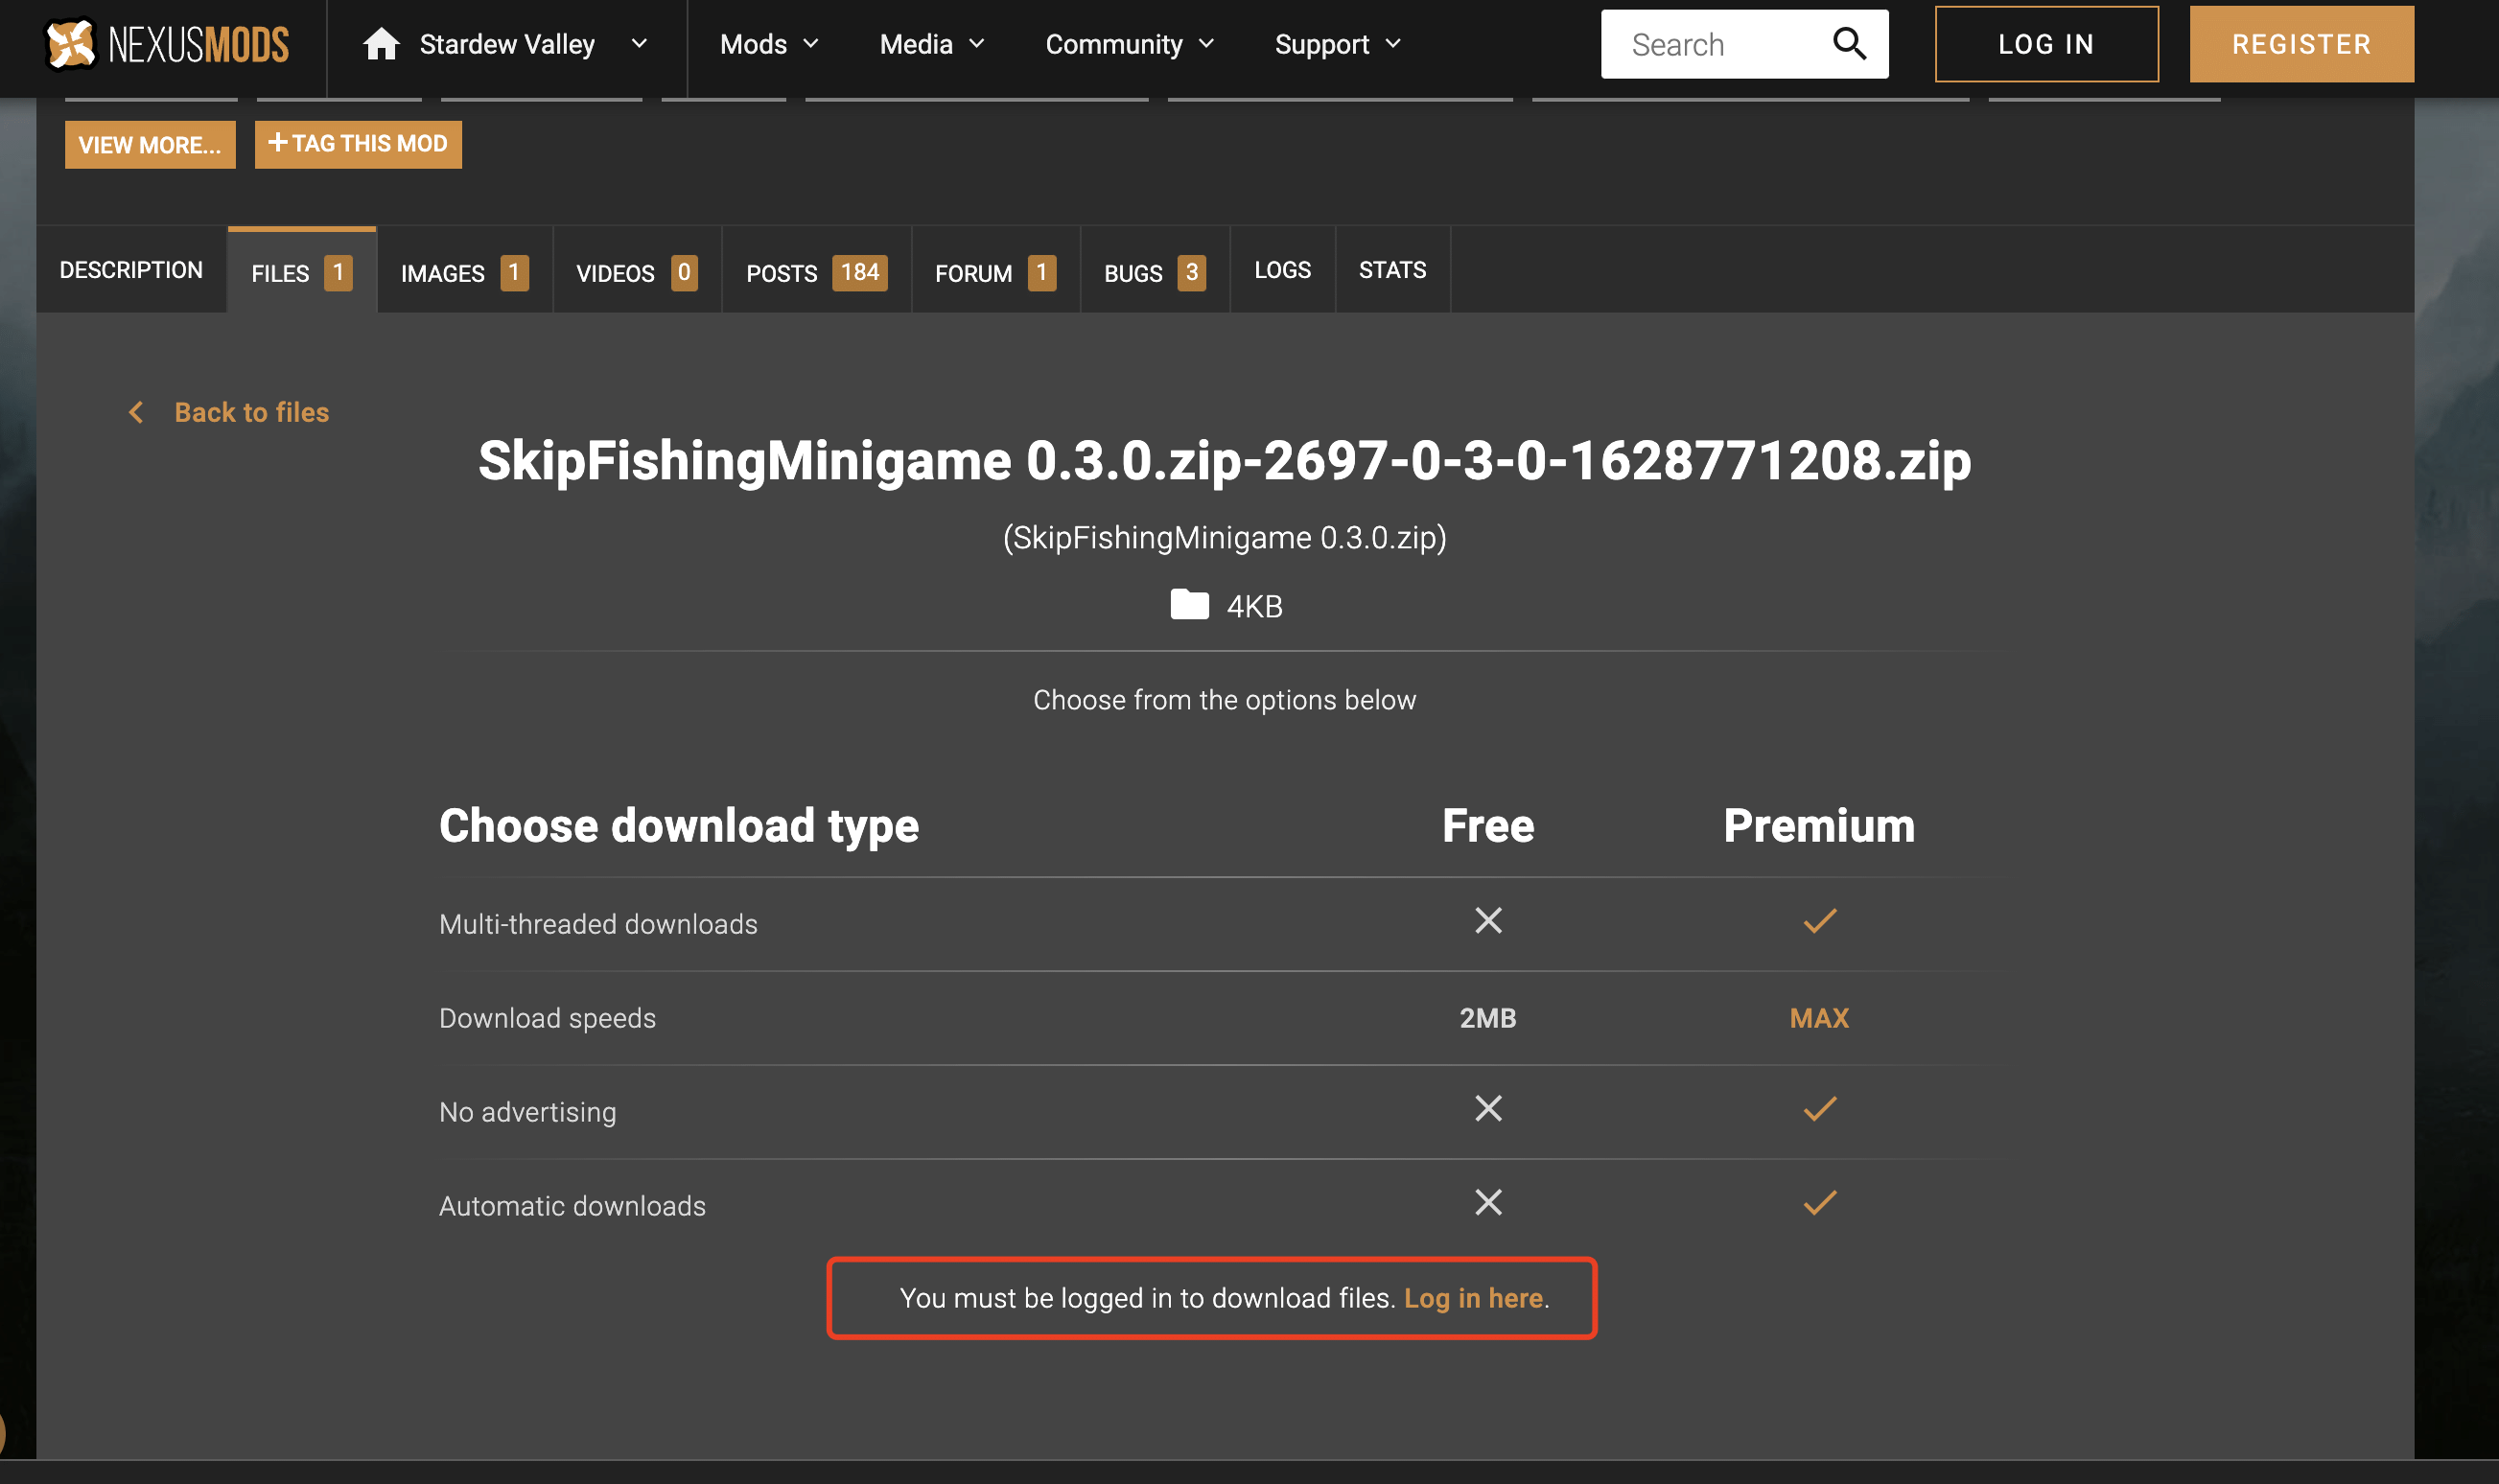 NEXUSMODS Stardew Valley Mods Media Community Support Search LOG IN REGISTER
VIEW MORE... +TAG THIS MOD
DESCRIPTION FILES 1 IMAGES 1 VIDEOS 0 POSTS 184 FORUM 1 BUGS 3 LOGS STATS
Back to files
SkipFishingMinigame 0.3.0.zip-2697-0-3-0-1628771208.zip
(SkipFishingMinigame 0.3.0.zip)
4KB
Choose from the options below
Choose download type Free Premium
Multi-threaded downloads
Download speeds 2MB MAX
No advertising
Automatic downloads
You must be logged in to download files. Log in here.